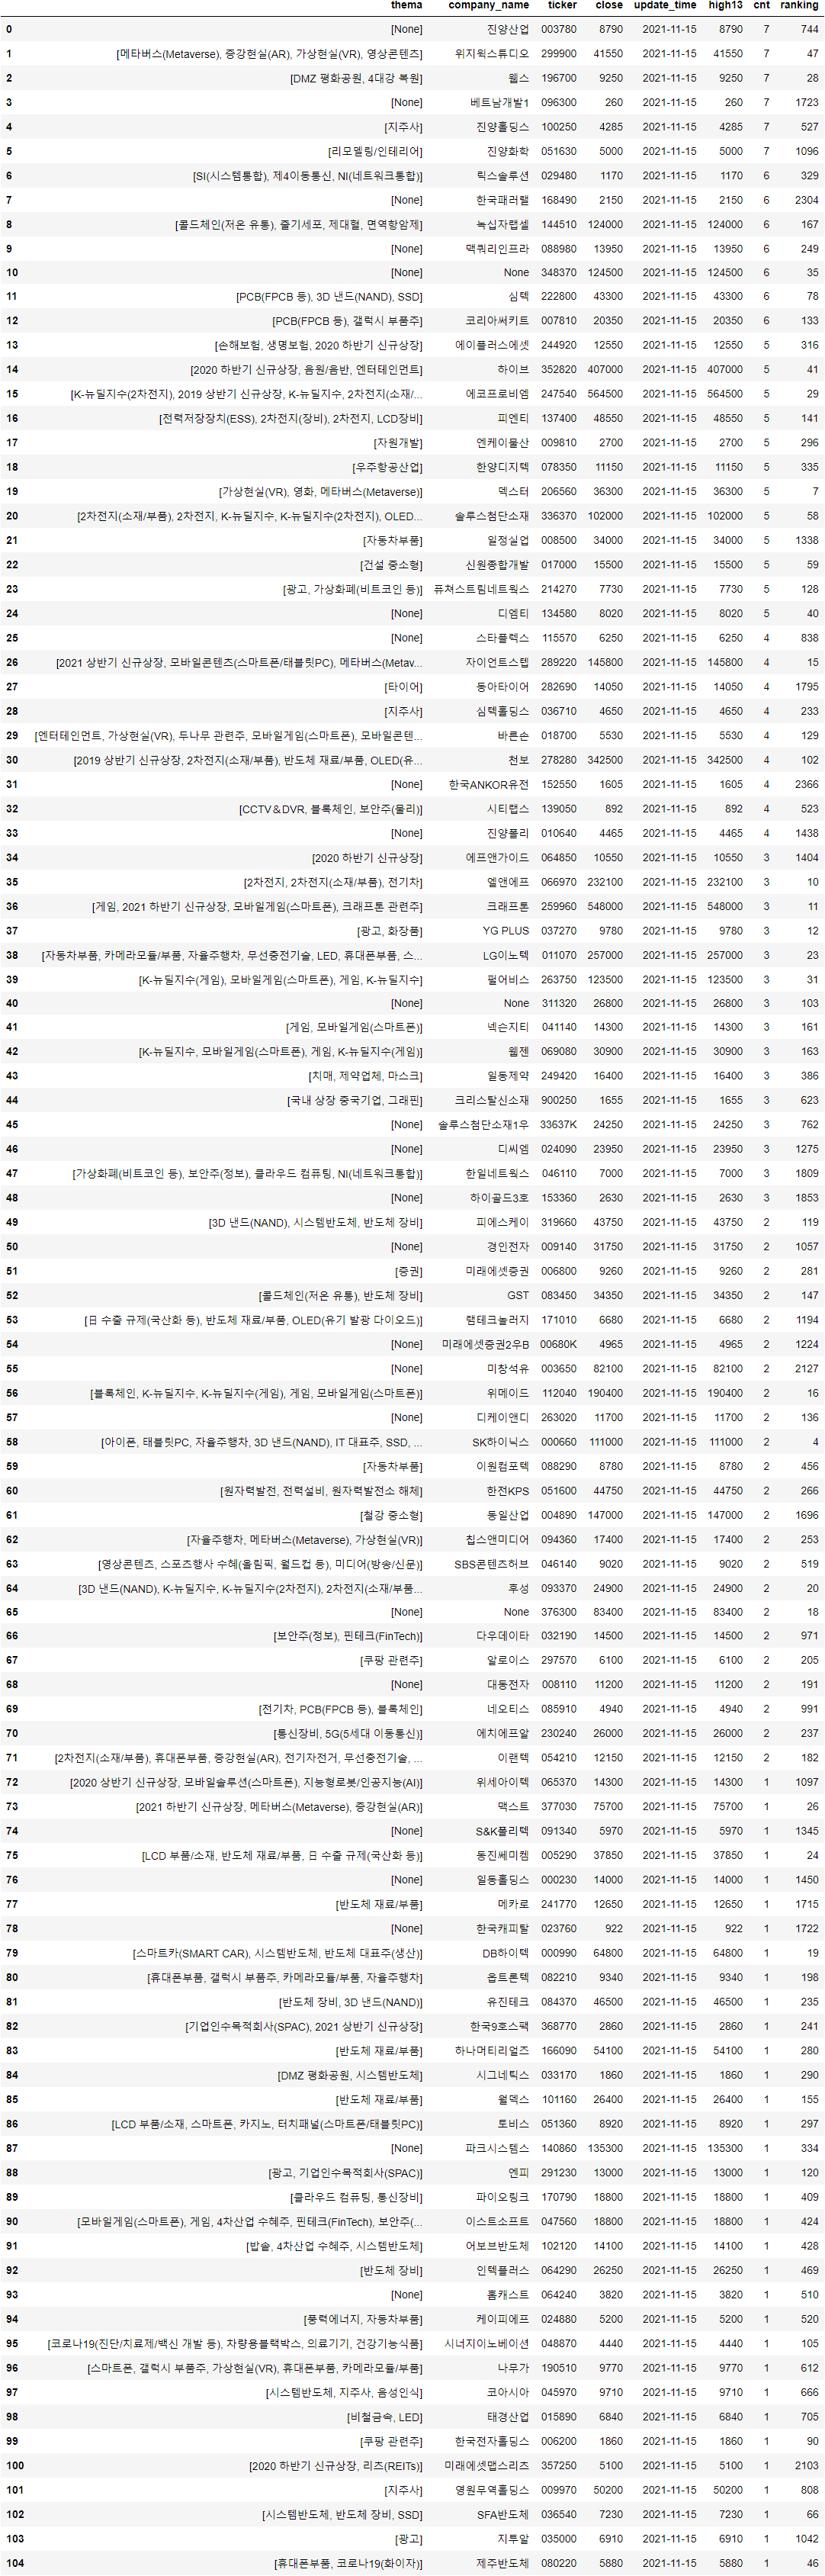 thema company_name ticker close update_time high13 cnt ranking
0 [None] 진양산업 003780 8790 2021-11-15 8790 7 744
1 [메타버스(Metaverse), 증강현실(AR), 가상현실(VR), 영상콘텐츠] 위지윅스튜디오 299900 41550 2021-11-15 41550 7 47
2 [DMZ 평화공원, 4대강 복원] 웹스 196700 9250 2021-11-15 9250 7 28
3 [None] 베트남개발1 096300 260 2021-11-15 260 7 1723
4 [지주사] 진양홀딩스 100250 4285 2021-11-15 4285 7 527
5 [리모델링/인테리어] 진양화학 051630 5000 2021-11-15 5000 7 1096
6 [SI(시스템통합), 제4이동통신, NI(네트워크통합)] 릭스솔루션 029480 1170 2021-11-15 1170 6 329
7 [None] 한국패러랠 168490 2150 2021-11-15 2150 6 2304
8 [콜드체인(저온 유통), 줄기세포, 제대혈, 면역항암제] 녹십자랩셀 144510 124000 2021-11-15 124000 6 167
9 [None] 맥쿼리인프라 088980 13950 2021-11-15 13950 6 249
10 [None] None 348370 124500 2021-11-15 124500 6 35
11 [PCB(FPCB 등), 3D 낸드(NAND), SSD] 심텍 222800 43300 2021-11-15 43300 6 78
12 [PCB(FPCB 등), 갤럭시 부품주] 코리아써키트 007810 20350 2021-11-15 20350 6 133
13 [손해보험, 생명보험, 2020 하반기 신규상장] 에이플러스에셋 244920 12550 2021-11-15 12550 5 316
14 [2020 하반기 신규상장, 음원/음반, 엔터테인먼트] 하이브 352820 407000 2021-11-15 407000 5 41
15 [K-뉴딜지수(2차전지), 2019 상반기 신규상장, K-뉴딜지수, 2차전지(소재/... 에코프로비엠 247540 564500 2021-11-15 564500 5 29
16 [전력저장장치(ESS), 2차전지(장비), 2차전지, LCD장비] 피엔티 137400 48550 2021-11-15 48550 5 141
17 [자원개발] 엔케이물산 009810 2700 2021-11-15 2700 5 296
18 [우주항공산업] 한양디지텍 078350 11150 2021-11-15 11150 5 335
19 [가상현실(VR), 영화, 메타버스(Metaverse)] 덱스터 206560 36300 2021-11-15 36300 5 7
20 [2차전지(소재/부품), 2차전지, K-뉴딜지수, K-뉴딜지수(2차전지), OLED... 솔루스첨단소재 336370 102000 2021-11-15 102000 5 58
21 [자동차부품] 일정실업 008500 34000 2021-11-15 34000 5 1338
22 [건설 중소형] 신원종합개발 017000 15500 2021-11-15 15500 5 59
23 [광고, 가상화폐(비트코인 등)] 퓨쳐스트림네트웍스 214270 7730 2021-11-15 7730 5 128
24 [None] 디엠티 134580 8020 2021-11-15 8020 5 40
25 [None] 스타플렉스 115570 6250 2021-11-15 6250 4 838
26 [2021 상반기 신규상장, 모바일콘텐츠(스마트폰/태블릿PC), 메타버스(Metav... 자이언트스텝 289220 145800 2021-11-15 145800 4 15
27 [타이어] 동아타이어 282690 14050 2021-11-15 14050 4 1795
28 [지주사] 심텍홀딩스 036710 4650 2021-11-15 4650 4 233
29 [엔터테인먼트, 가상현실(VR), 두나무 관련주, 모바일게임(스마트폰), 모바일콘텐... 바른손 018700 5530 2021-11-15 5530 4 129
30 [2019 상반기 신규상장, 2차전지(소재/부품), 반도체 재료/부품, OLED(유... 천보 278280 342500 2021-11-15 342500 4 102
31 [None] 한국ANKOR유전 152550 1605 2021-11-15 1605 4 2366
32 [CCTV&DVR, 블록체인, 보안주(물리)] 시티랩스 139050 892 2021-11-15 892 4 523
33 [None] 진양폴리 010640 4465 2021-11-15 4465 4 1438
34 [2020 하반기 신규상장] 에프앤가이드 064850 10550 2021-11-15 10550 3 1404
35 [2차전지, 2차전지(소재/부품), 전기차] 엘앤에프 066970 232100 2021-11-15 232100 3 10
36 [게임, 2021 하반기 신규상장, 모바일게임(스마트폰), 크래프톤 관련주] 크래프톤 259960 548000 2021-11-15 548000 3 11
37 [광고, 화장품] YG PLUS 037270 9780 2021-11-15 9780 3 12
38 [자동차부품, 카메라모듈/부품, 자율주행차, 무선충전기술, LED, 휴대폰부품, 스... LG이노텍 011070 257000 2021-11-15 257000 3 23
39 [K-뉴딜지수(게임), 모바일게임(스마트폰), 게임, K-뉴딜지수] 펄어비스 263750 123500 2021-11-15 123500 3 31
40 [None] None 311320 26800 2021-11-15 26800 3 103
41 [게임, 모바일게임(스마트폰)] 넥슨지티 041140 14300 2021-11-15 14300 3 161
42 [K-뉴딜지수, 모바일게임(스마트폰), 게임, K-뉴딜지수(게임)] 웹젠 069080 30900 2021-11-15 30900 3 163
43 [치매, 제약업체, 마스크] 일동제약 249420 16400 2021-11-15 16400 3 386
44 [국내 상장 중국기업, 그래핀] 크리스탈신소재 900250 1655 2021-11-15 1655 3 623
45 [None] 솔루스첨단소재1우 33637K 24250 2021-11-15 24250 3 762
46 [None] 디씨엠 024090 23950 2021-11-15 23950 3 1275
47 [가상화폐(비트코인 등), 보안주(정보), 클라우드 컴퓨팅, NI(네트워크통합)] 한일네트웍스 046110 7000 2021-11-15 7000 3 1809
48 [None] 하이골드3호 153360 2630 2021-11-15 2630 3 1853
49 [3D 낸드(NAND), 시스템반도체, 반도체 장비] 피에스케이 319660 43750 2021-11-15 43750 2 119
50 [None] 경인전자 009140 31750 2021-11-15 31750 2 1057
51 [증권] 미래에셋증권 006800 9260 2021-11-15 9260 2 281
52 [콜드체인(저온 유통), 반도체 장비] GST 083450 34350 2021-11-15 34350 2 147
53 [日 수출 규제(국산화 등), 반도체 재료/부품, OLED(유기 발광 다이오드)] 램테크놀러지 171010 6680 2021-11-15 6680 2 1194
54 [None] 미래에셋증권2우B 00680K 4965 2021-11-15 4965 2 1224
55 [None] 미창석유 003650 82100 2021-11-15 82100 2 2127
56 [블록체인, K-뉴딜지수, K-뉴딜지수(게임), 게임, 모바일게임(스마트폰)] 위메이드 112040 190400 2021-11-15 190400 2 16
57 [None] 디케이앤디 263020 11700 2021-11-15 11700 2 136
58 [아이폰, 태블릿PC, 자율주행차, 3D 낸드(NAND), IT 대표주, SSD, ... SK하이닉스 000660 111000 2021-11-15 111000 2 4
59 [자동차부품] 이원컴포텍 088290 8780 2021-11-15 8780 2 456
60 [원자력발전, 전력설비, 원자력발전소 해체] 한전KPS 051600 44750 2021-11-15 44750 2 266
61 [철강 중소형] 동일산업 004890 147000 2021-11-15 147000 2 1696
62 [자율주행차, 메타버스(Metaverse), 가상현실(VR)] 칩스앤미디어 094360 17400 2021-11-15 17400 2 253
63 [영상콘텐츠, 스포츠행사 수혜(올림픽, 월드컵 등), 미디어(방송/신문)] SBS콘텐츠허브 046140 9020 2021-11-15 9020 2 519
64 [3D 낸드(NAND), K-뉴딜지수, K-뉴딜지수(2차전지), 2차전지(소재/부품... 후성 093370 24900 2021-11-15 24900 2 20
65 [None] None 376300 83400 2021-11-15 83400 2 18
66 [보안주(정보), 핀테크(FinTech)] 다우데이타 032190 14500 2021-11-15 14500 2 971
67 [쿠팡 관련주] 알로이스 297570 6100 2021-11-15 6100 2 205
68 [None] 대동전자 008110 11200 2021-11-15 11200 2 191
69 [전기차, PCB(FPCB 등), 블록체인] 네오티스 085910 4940 2021-11-15 4940 2 991
70 [통신장비, 5G(5세대 이동통신)] 에치에프알 230240 26000 2021-11-15 26000 2 237
71 [2차전지(소재/부품), 휴대폰부품, 증강현실(AR), 전기자전거, 무선충전기술, ... 이랜텍 054210 12150 2021-11-15 12150 2 182
72 [2020 상반기 신규상장, 모바일솔루션(스마트폰), 지능형로봇/인공지능(AI)] 위세아이텍 065370 14300 2021-11-15 14300 1 1097
73 [2021 하반기 신규상장, 메타버스(Metaverse), 증강현실(AR)] 맥스트 377030 75700 2021-11-15 75700 1 26
74 [None] S&K폴리텍 091340 5970 2021-11-15 5970 1 1345
75 [LCD 부품/소재, 반도체 재료/부품, 日 수출 규제(국산화 등)] 동진쎄미켐 005290 37850 2021-11-15 37850 1 24
76 [None] 일동홀딩스 000230 14000 2021-11-15 14000 1 1450
77 [반도체 재료/부품] 메카로 241770 12650 2021-11-15 12650 1 1715
78 [None] 한국캐피탈 023760 922 2021-11-15 922 1 1722
79 [스마트카(SMART CAR), 시스템반도체, 반도체 대표주(생산)] DB하이텍 000990 64800 2021-11-15 64800 1 19
80 [휴대폰부품, 갤럭시 부품주, 카메라모듈/부품, 자율주행차] 옵트론텍 082210 9340 2021-11-15 9340 1 198
81 [반도체 장비, 3D 낸드(NAND)] 유진테크 084370 46500 2021-11-15 46500 1 235
82 [기업인수목적회사(SPAC), 2021 상반기 신규상장] 한국9호스팩 368770 2860 2021-11-15 2860 1 241
83 [반도체 재료/부품] 하나머티리얼즈 166090 54100 2021-11-15 54100 1 280
84 [DMZ 평화공원, 시스템반도체] 시그네틱스 033170 1860 2021-11-15 1860 1 290
85 [반도체 재료/부품] 월덱스 101160 26400 2021-11-15 26400 1 155
86 [LCD 부품/소재, 스마트폰, 카지노, 터치패널(스마트폰/태블릿PC)] 토비스 051360 8920 2021-11-15 8920 1 297
87 [None] 파크시스템스 140860 135300 2021-11-15 135300 1 334
88 [광고, 기업인수목적회사(SPAC)] 엔피 291230 13000 2021-11-15 13000 1 120
89 [클라우드 컴퓨팅, 통신장비] 파이오링크 170790 18800 2021-11-15 18800 1 409
90 [모바일게임(스마트폰), 게임, 4차산업 수혜주, 핀테크(FinTech), 보안주(... 이스트소프트 047560 18800 2021-11-15 18800 1 424
91 [밥솥, 4차산업 수혜주, 시스템반도체] 어보브반도체 102120 14100 2021-11-15 14100 1 428
92 [반도체 장비] 인텍플러스 064290 26250 2021-11-15 26250 1 469
93 [None] 홈캐스트 064240 3820 2021-11-15 3820 1 510
94 [풍력에너지, 자동차부품] 케이피에프 024880 5200 2021-11-15 5200 1 520
95 [코로나19(진단/치료제/백신 개발 등), 차량용블랙박스, 의료기기, 건강기능식품] 시너지이노베이션 048870 4440 2021-11-15 4440 1 105
96 [스마트폰, 갤럭시 부품주, 가상현실(VR), 휴대폰부품, 카메라모듈/부품] 나무가 190510 9770 2021-11-15 9770 1 612
97 [시스템반도체, 지주사, 음성인식] 코아시아 045970 9710 2021-11-15 9710 1 666
98 [비철금속, LED] 태경산업 015890 6840 2021-11-15 6840 1 705
99 [쿠팡 관련주] 한국전자홀딩스 006200 1860 2021-11-15 1860 1 90
100 [2020 하반기 신규상장, 리츠(REITs)] 미래에셋맵스리츠 357250 5100 2021-11-15 5100 1 2103
101 [지주사] 영원무역홀딩스 009970 50200 2021-11-15 50200 1 808
102 [시스템반도체, 반도체 장비, SSD] SFA반도체 036540 7230 2021-11-15 7230 1 66
103 [광고] 지투알 035000 6910 2021-11-15 6910 1 1042
104 [휴대폰부품, 코로나19(화이자)] 제주반도체 080220 5880 2021-11-15 5880 1 46